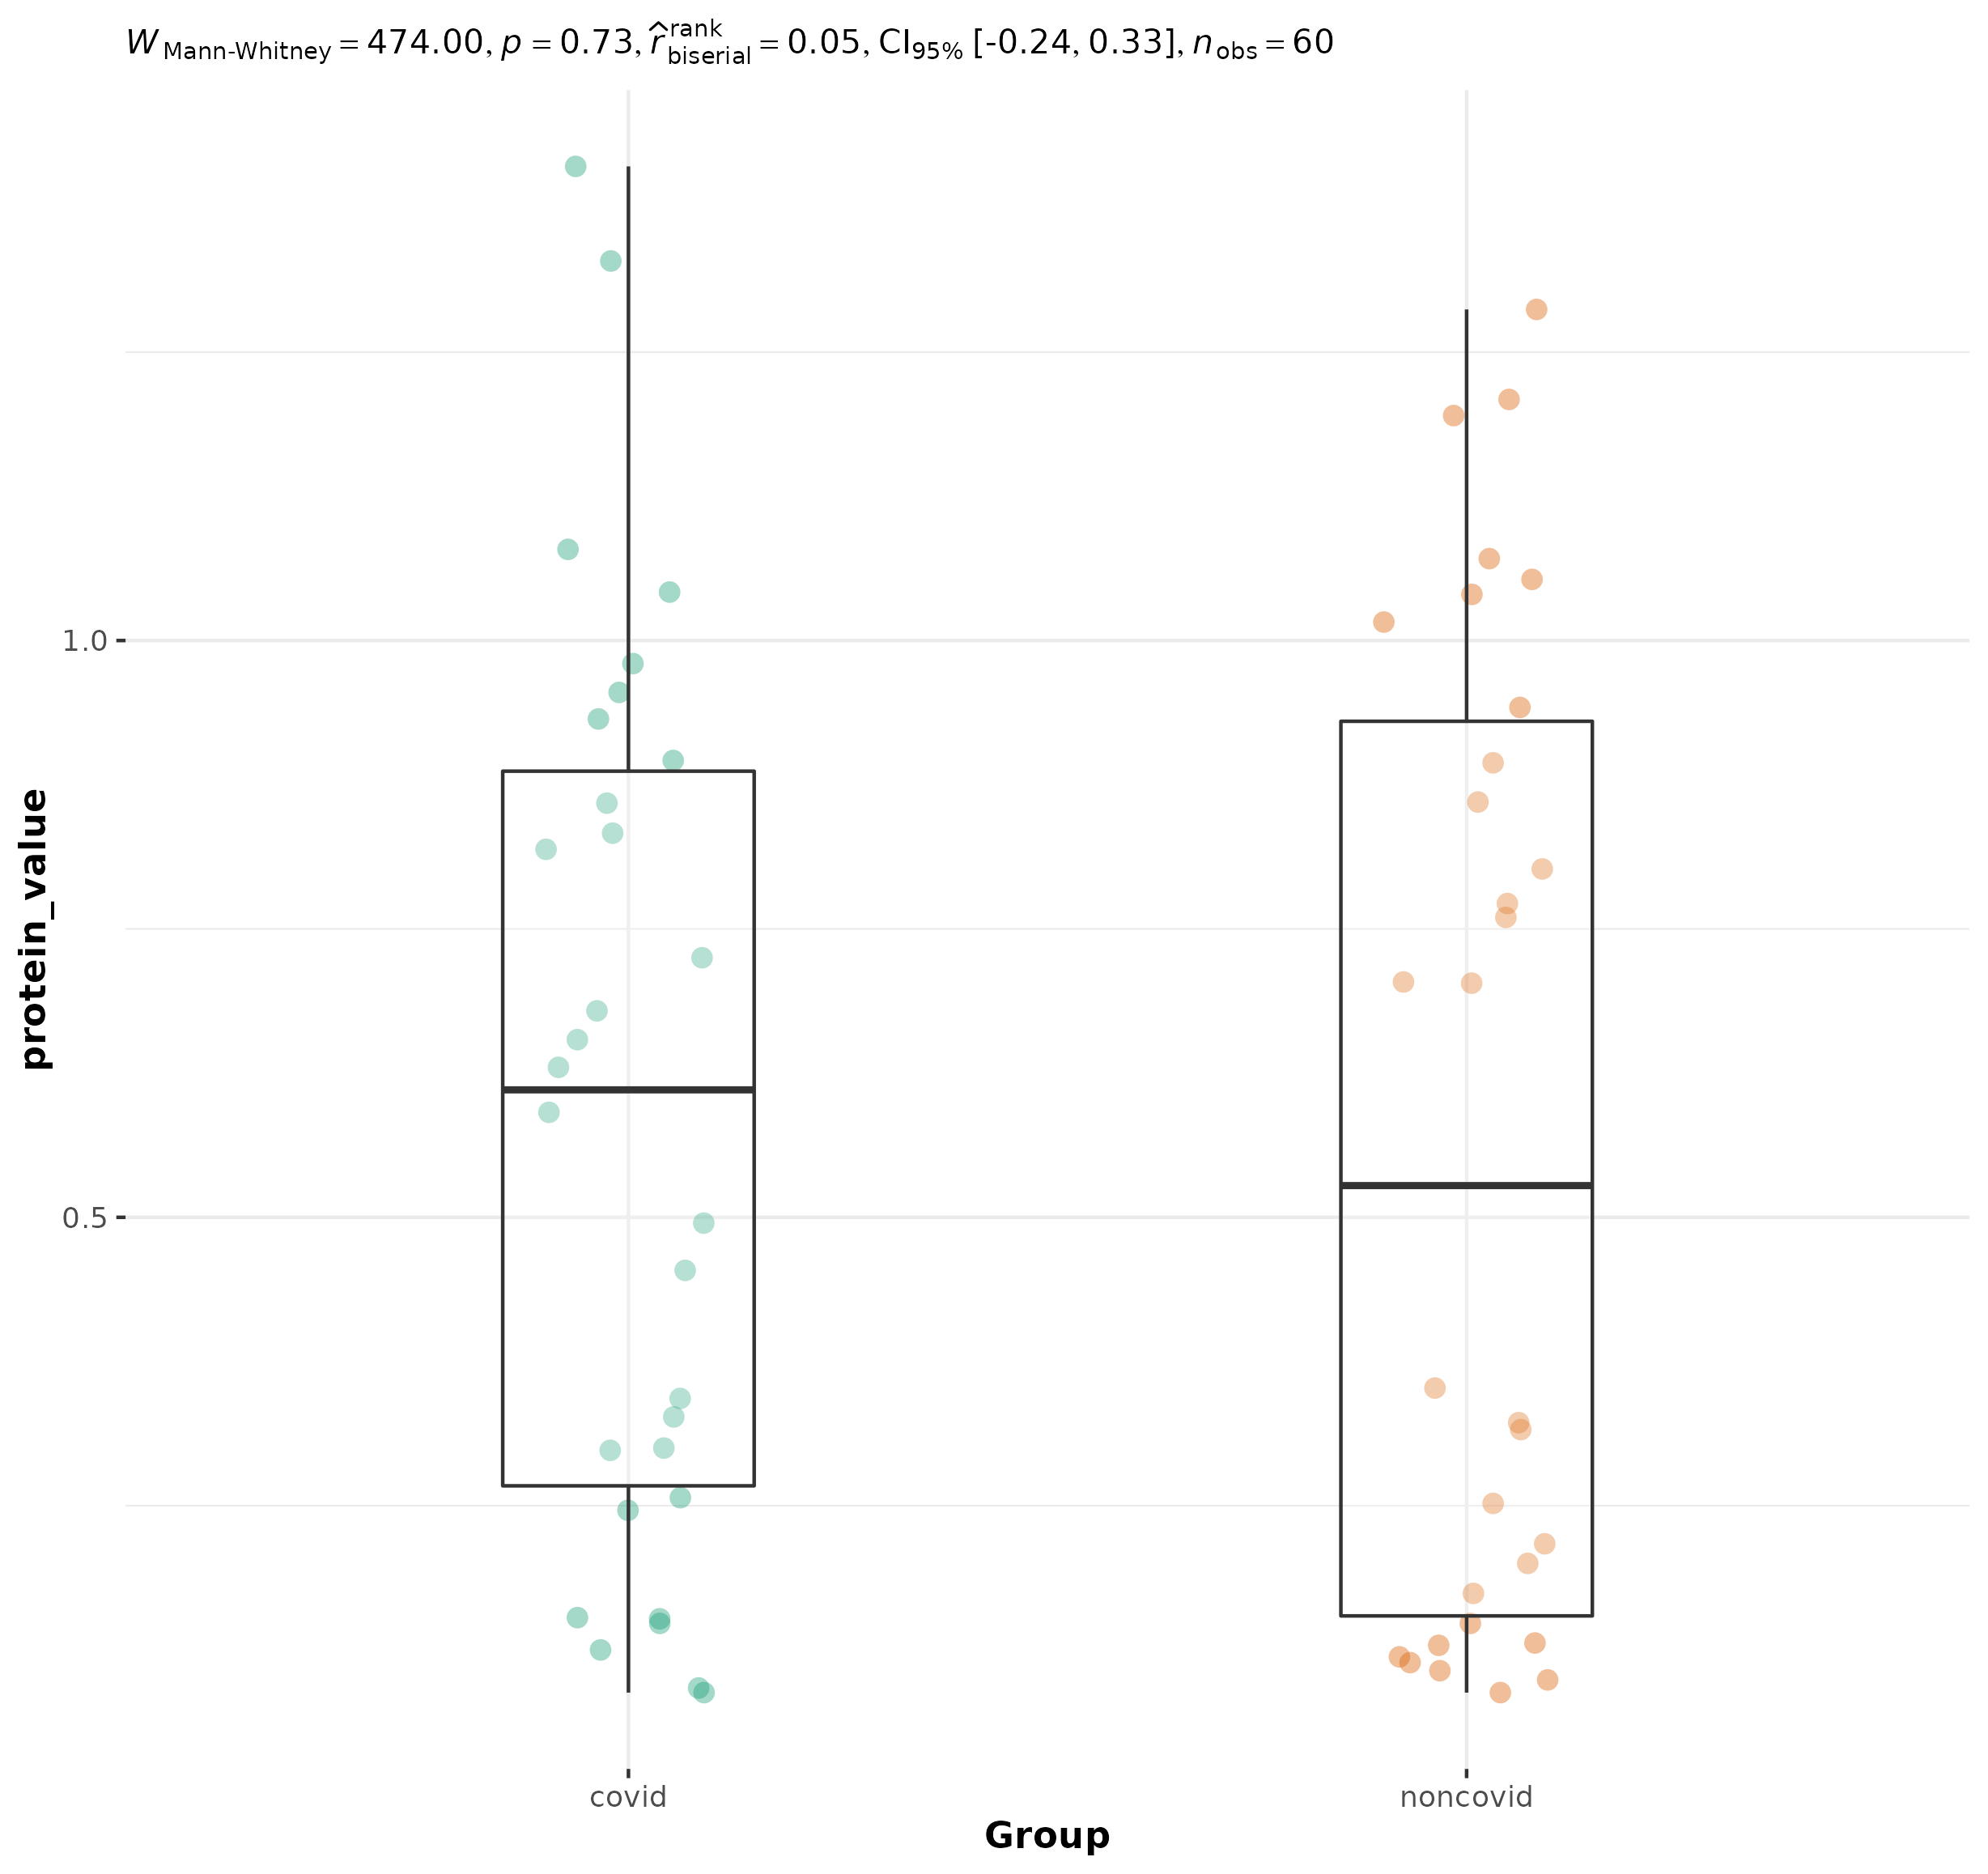 W Mann-Whitney = 474.00, p = 0.73, r̂ rank biserial = 0.05, CI95% [-0.24, 0.33], n obs = 60
protein_value
1.0
0.5
covid noncovid
Group